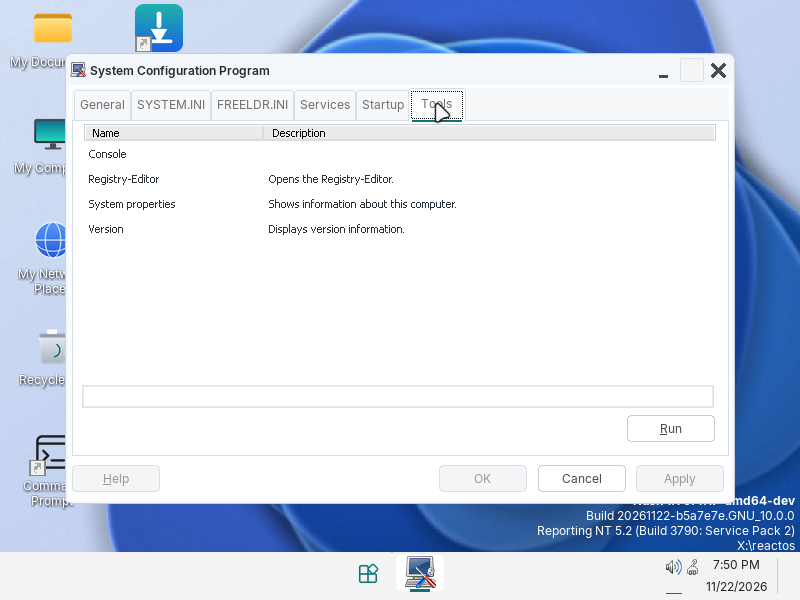 My Docum
System Configuration Program
General
SYSTEM.INI
FREELDR.INI
Services
Startup
Tools
Name
Description
Console
Registry-Editor
Opens the Registry-Editor.
System properties
Shows information about this computer.
Version
Displays version information.
My Comp
My Netw
Place
Recycle
Comma
Prompt
Run
Help
OK
Cancel
Apply
amd64-dev
Build 20261122-b5a7e7e.GNU_10.0.0
Reporting NT 5.2 (Build 3790: Service Pack 2)
X:\reactos
7:50 PM
11/22/2026